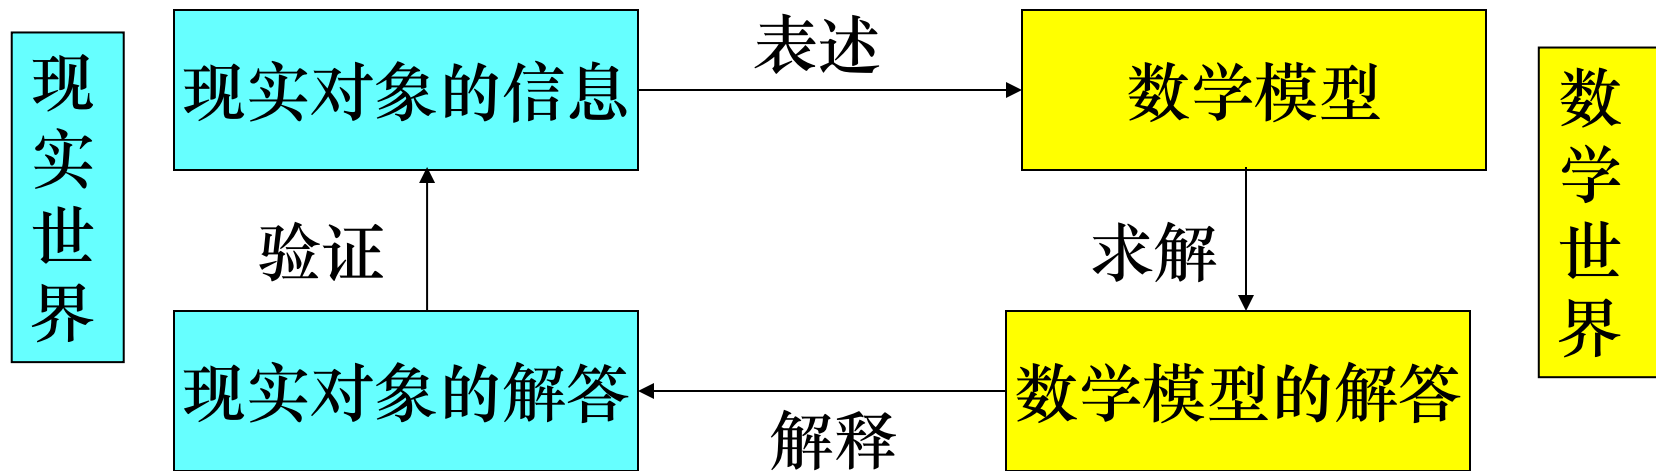 现实世界
现实对象的信息
表述
数学模型
数学世界
验证
求解
现实对象的解答
解释
数学模型的解答